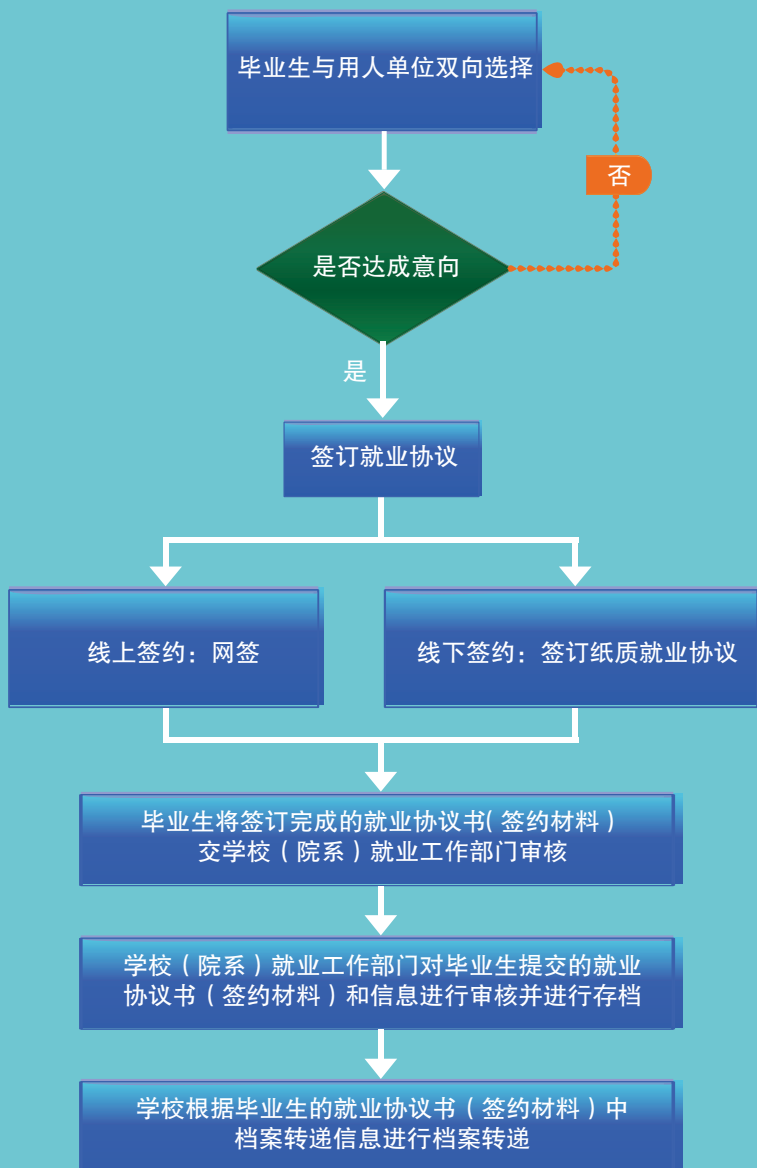 毕业生与用人单位双向选择
否
是否达成意向
是
签订就业协议
线上签约：网签
线下签约：签订纸质就业协议
毕业生将签订完成的就业协议书（签约材料）
交学校（院系）就业工作部门审核
学校（院系）就业工作部门对毕业生提交的就业
协议书（签约材料）和信息进行审核并进行存档
学校根据毕业生的就业协议书（签约材料）中
档案转递信息进行档案转递